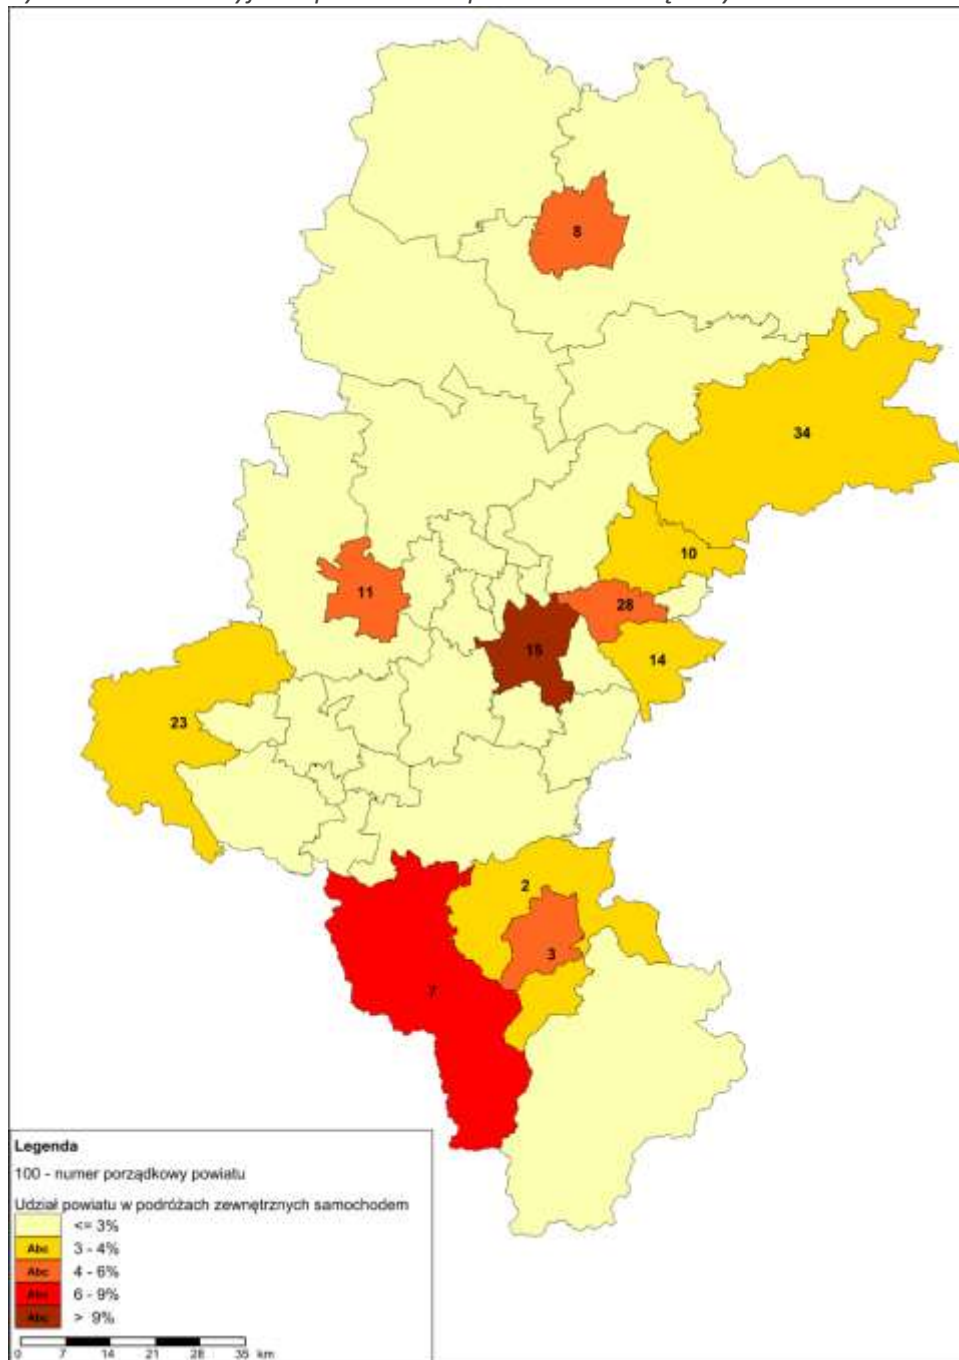 8
34
10
11
28
15
14
23
2
3
7
Legenda
100 - numer porządkowy powiatu
Udział powiatu w podróżach zewnętrznych samochodem
<= 3%
Abc 3 - 4%
Abc 4 - 6%
Abc 6 - 9%
Abc > 9%
0 7 14 21 28 35 km